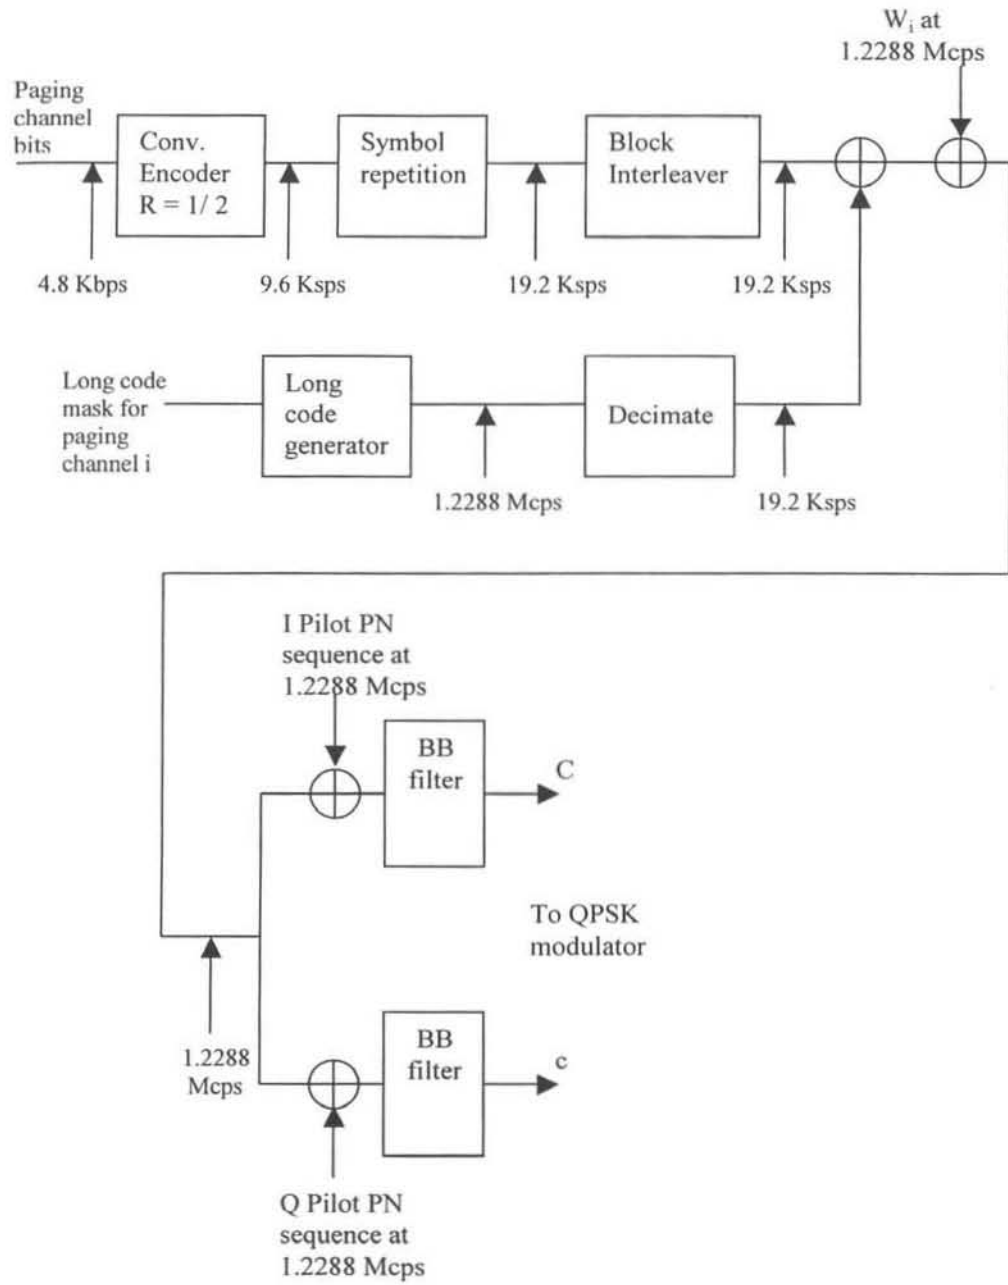 W_i at
1.2288 Mcps
Paging
channel
bits
Conv.
Encoder
R = 1/ 2
Symbol
repetition
Block
Interleaver
4.8 Kbps
9.6 Ksps
19.2 Ksps
19.2 Ksps
Long code
mask for
paging
channel i
Long
code
generator
Decimate
1.2288 Mcps
19.2 Ksps
I Pilot PN
sequence at
1.2288 Mcps
BB
filter
C
To QPSK
modulator
1.2288
Mcps
BB
filter
c
Q Pilot PN
sequence at
1.2288 Mcps